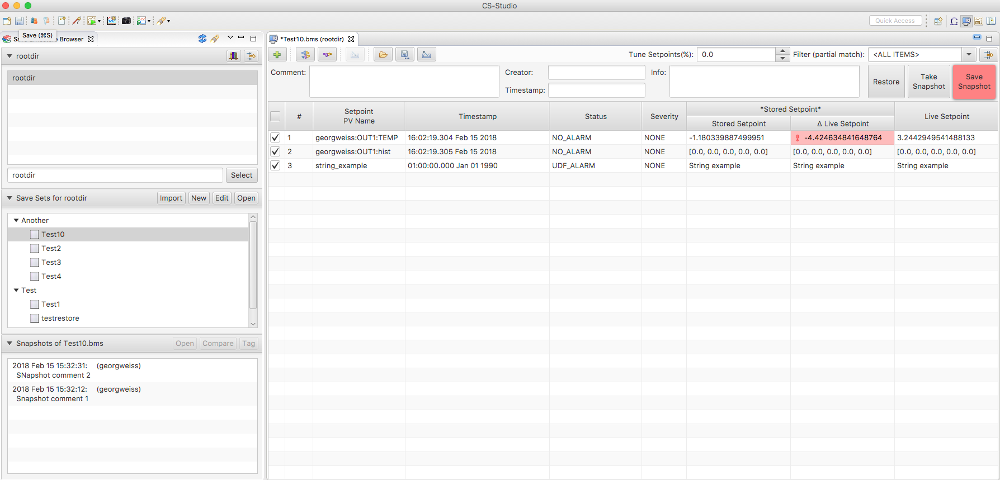 CS-Studio
Quick Access
Save (⌘S)
Save & Restore Browser
*Test10.bms (rootdir)
rootdir
rootdir
rootdir
Select
Save Sets for rootdir
Import
New
Edit
Open
Another
Test10
Test2
Test3
Test4
Test
Test1
testrestore
Snapshots of Test10.bms
Open
Compare
Tag
2018 Feb 15 15:32:31: (georgweiss)
SNapshot comment 2
2018 Feb 15 15:32:12: (georgweiss)
Snapshot comment 1
Tune Setpoints(%): 0.0
Filter (partial match): <ALL ITEMS>
Comment:
Creator:
Timestamp:
Info:
Restore
Take
Snapshot
Save
Snapshot
#
Setpoint
PV Name
Timestamp
Status
Severity
*Stored Setpoint*
Stored Setpoint
Δ Live Setpoint
Live Setpoint
1 georgweiss:OUT1:TEMP 16:02:19.304 Feb 15 2018 NO_ALARM NONE -1.180339887499951 -4.424634841648764 3.2442949541488133
2 georgweiss:OUT1:hist 16:02:19.305 Feb 15 2018 NO_ALARM NONE [0.0, 0.0, 0.0, 0.0, 0.0] [0.0, 0.0, 0.0, 0.0, 0.0] [0.0, 0.0, 0.0, 0.0, 0.0]
3 string_example 01:00:00.000 Jan 01 1990 UDF_ALARM NONE String example String example String example